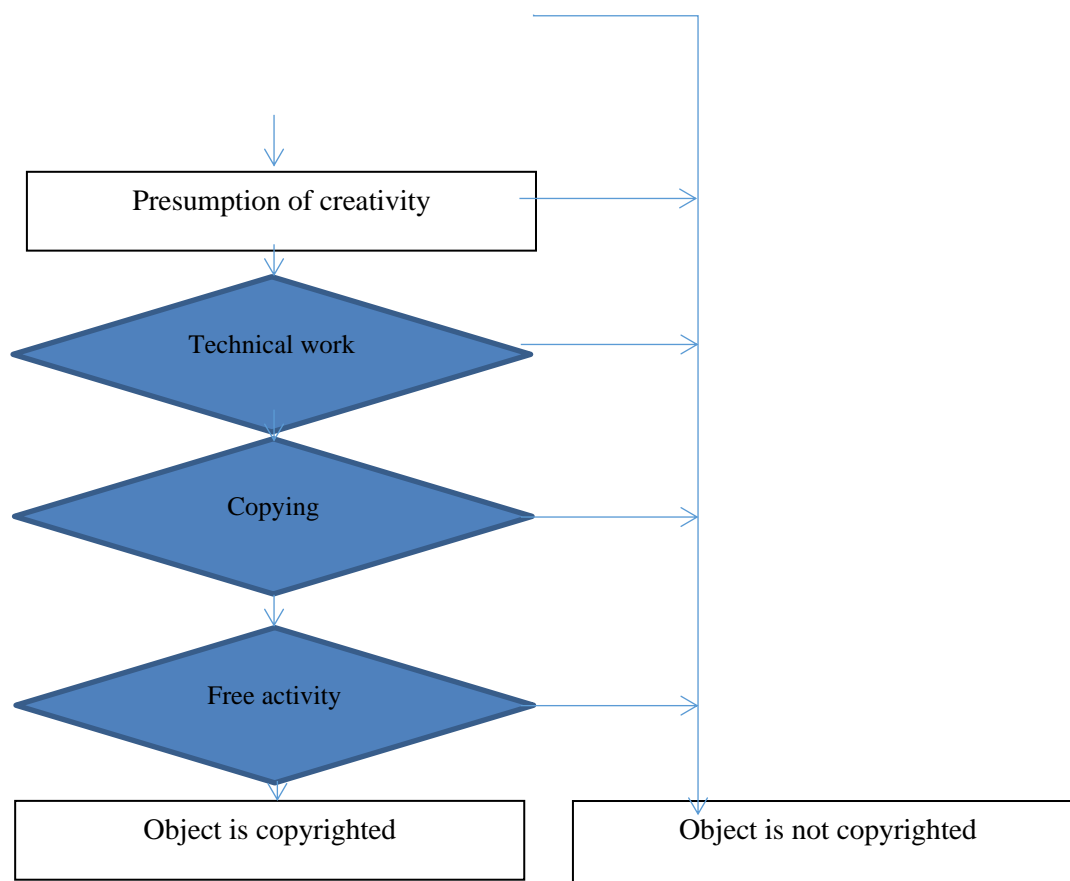 Presumption of creativity
Technical work
Copying
Free activity
Object is copyrighted
Object is not copyrighted